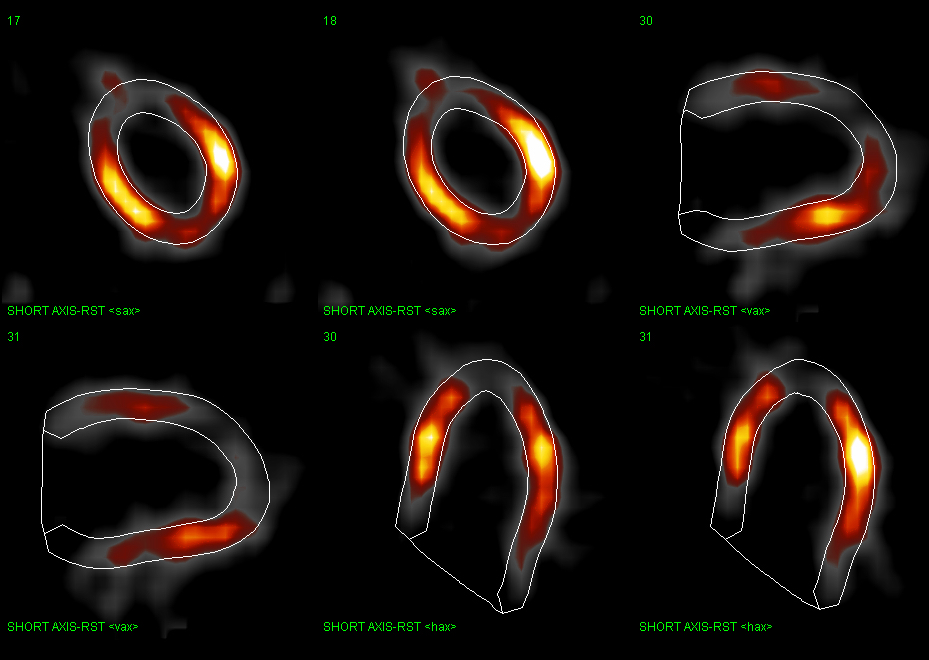 17
18
30
SHORT AXIS-RST <sax>
SHORT AXIS-RST <sax>
SHORT AXIS-RST <vax>
31
30
31
SHORT AXIS-RST <vax>
SHORT AXIS-RST <hax>
SHORT AXIS-RST <hax>